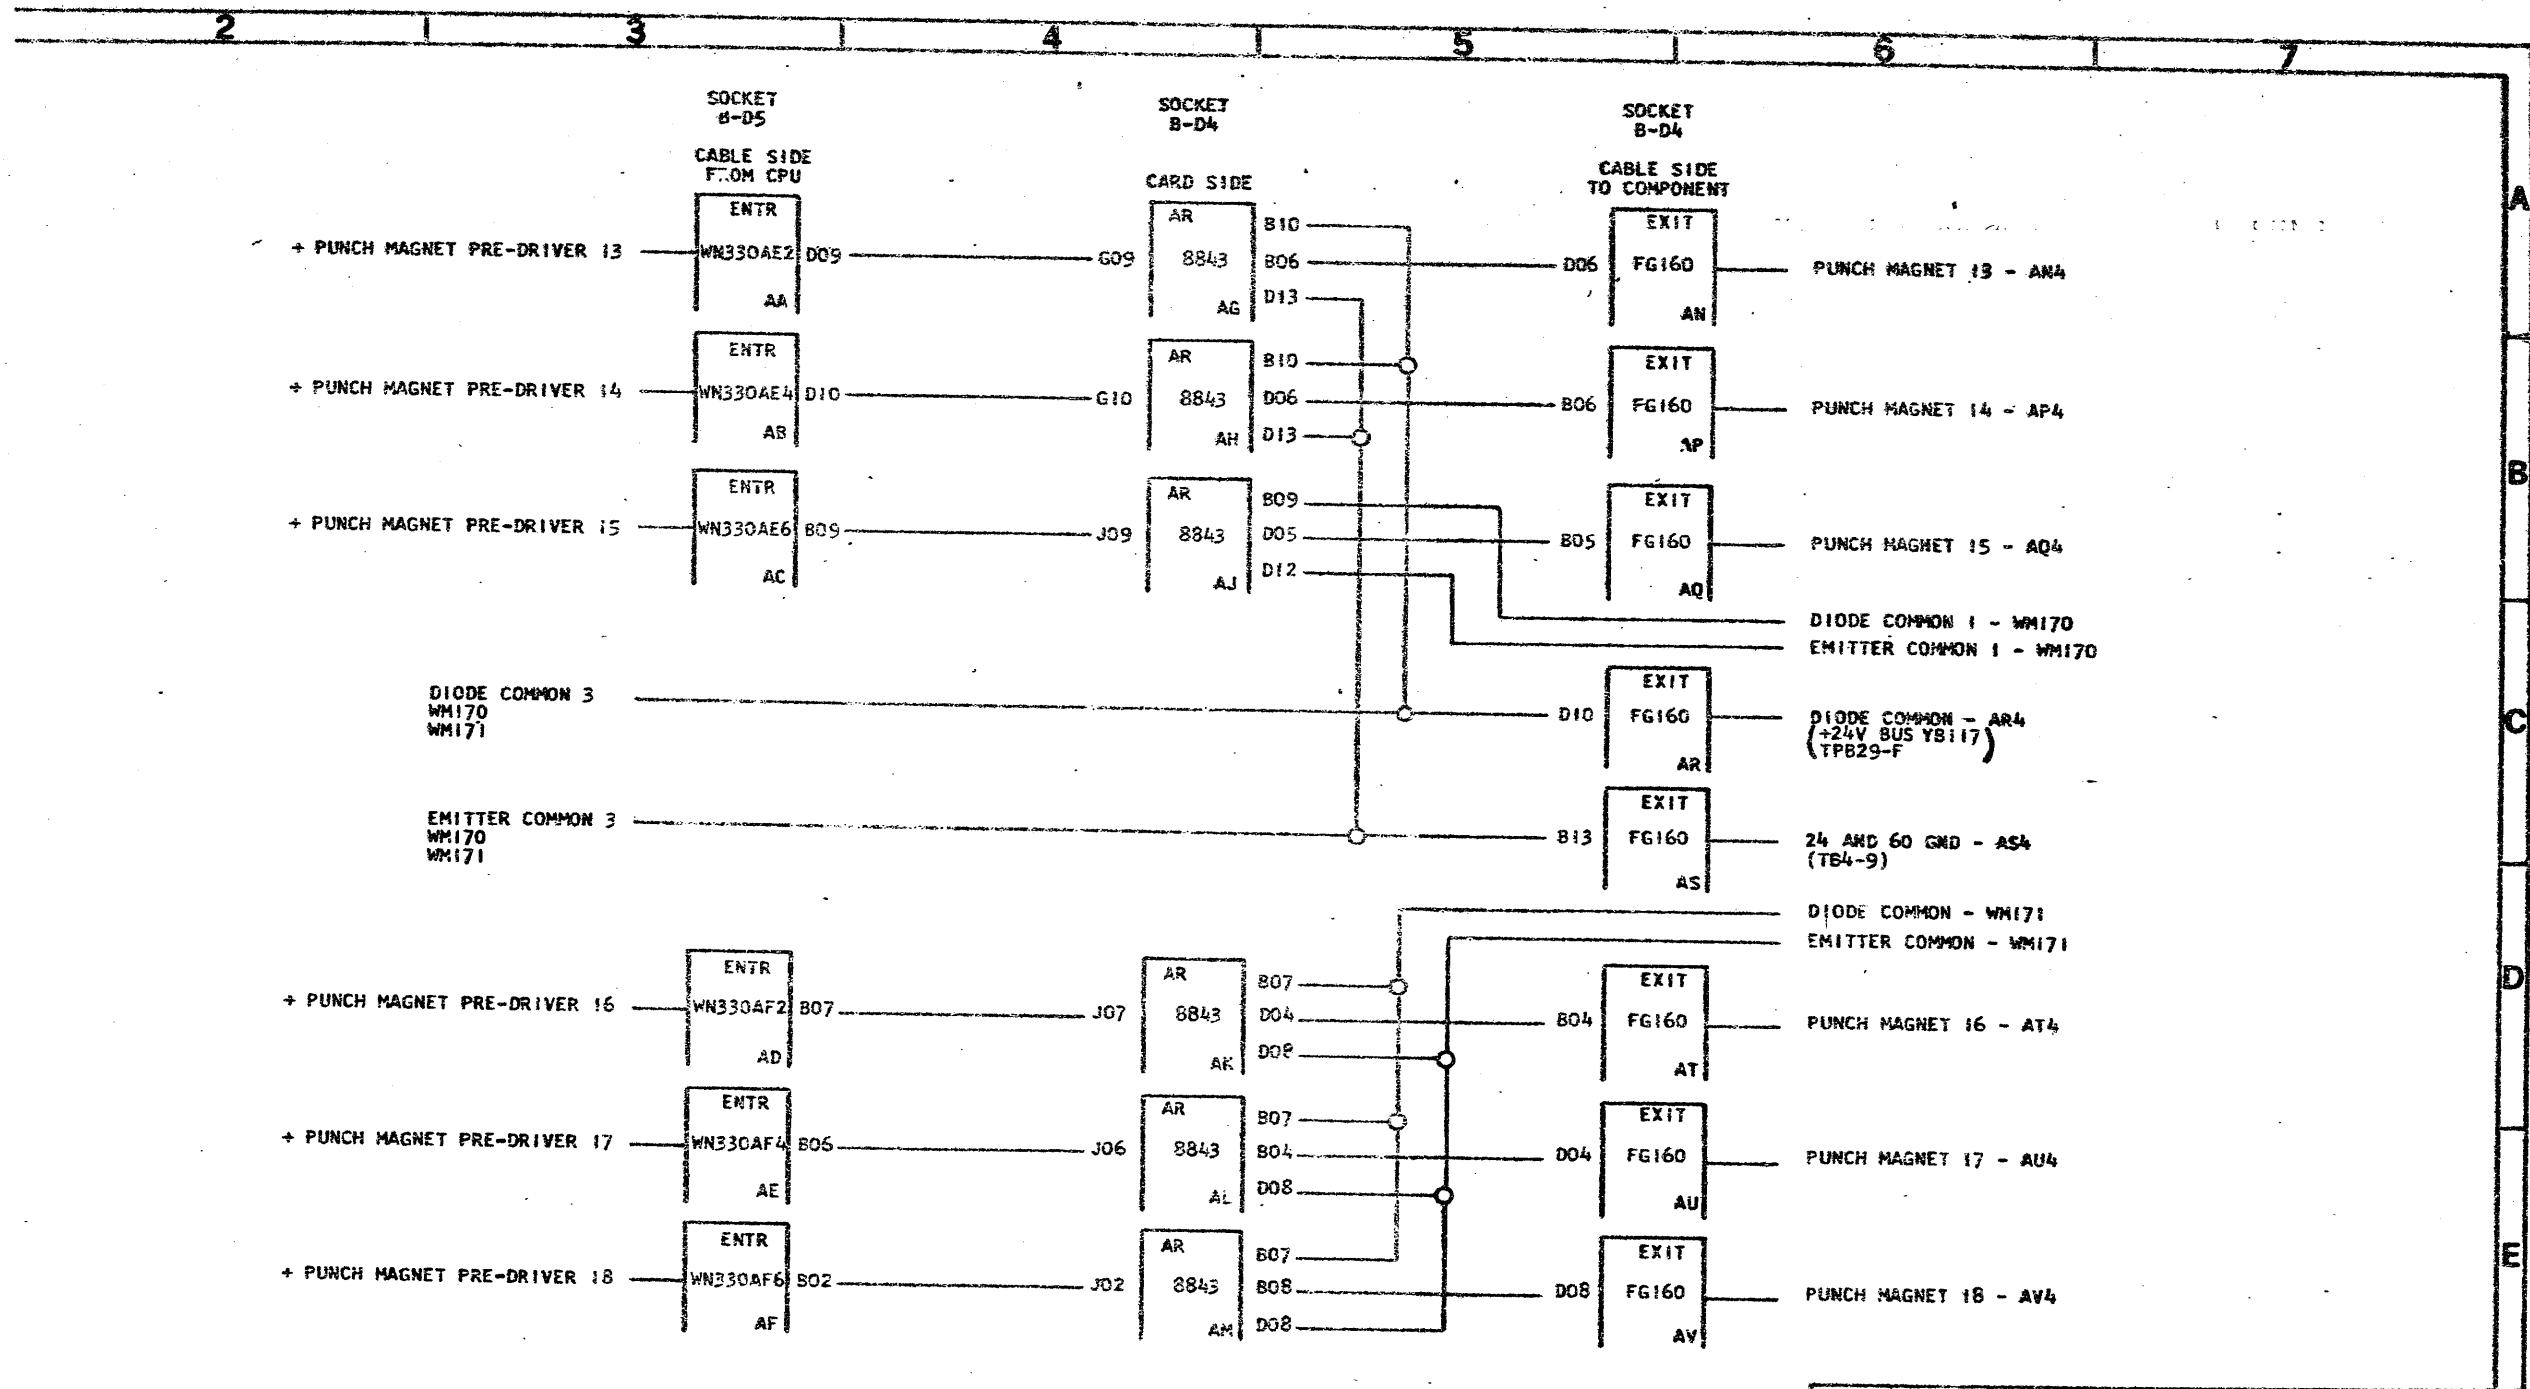 2 3 4 5 6 7
SOCKET
B-D5
SOCKET
B-D4
SOCKET
B-D4
CABLE SIDE
FROM CPU
CARD SIDE
CABLE SIDE
TO COMPONENT
A
+ PUNCH MAGNET PRE-DRIVER 13 ENTR WN330AE2 AA D09 G09 AR 8843 AG B10 B06 D13 D06 EXIT FG160 AN PUNCH MAGNET 13 - AN4
+ PUNCH MAGNET PRE-DRIVER 14 ENTR WN330AE4 AB D10 G10 AR 8843 AH B10 D06 D13 B06 EXIT FG160 AP PUNCH MAGNET 14 - AP4
B
+ PUNCH MAGNET PRE-DRIVER 15 ENTR WN330AE6 AC B09 J09 AR 8843 AJ B09 D05 D12 B05 EXIT FG160 AQ PUNCH MAGNET 15 - AQ4
DIODE COMMON 1 - WM170
EMITTER COMMON 1 - WM170
C
DIODE COMMON 3
WM170
WM171
D10 EXIT FG160 AR
DIODE COMMON - AR4
(+24V BUS YB117)
TPB29-F
EMITTER COMMON 3
WM170
WM171
B13 EXIT FG160 AS
24 AND 60 GND - AS4
(TB4-9)
DIODE COMMON - WM171
EMITTER COMMON - WM171
D
+ PUNCH MAGNET PRE-DRIVER 16 ENTR WN330AF2 AD B07 J07 AR 8843 AK B07 D04 D08 B04 EXIT FG160 AT PUNCH MAGNET 16 - AT4
+ PUNCH MAGNET PRE-DRIVER 17 ENTR WN330AF4 AE B06 J06 AR 8843 AL B07 B04 D08 D04 EXIT FG160 AU PUNCH MAGNET 17 - AU4
E
+ PUNCH MAGNET PRE-DRIVER 18 ENTR WN330AF6 AF B02 J02 AR 8843 AM B07 B08 D08 D08 EXIT FG160 AV PUNCH MAGNET 18 - AV4